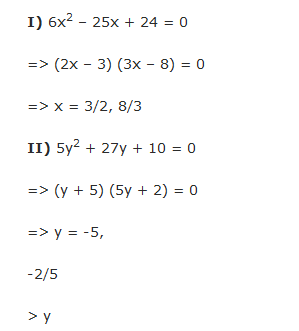 I) 6x² – 25x + 24 = 0
=> (2x – 3) (3x – 8) = 0
=> x = 3/2, 8/3
II) 5y² + 27y + 10 = 0
=> (y + 5) (5y + 2) = 0
=> y = -5,
-2/5
> y